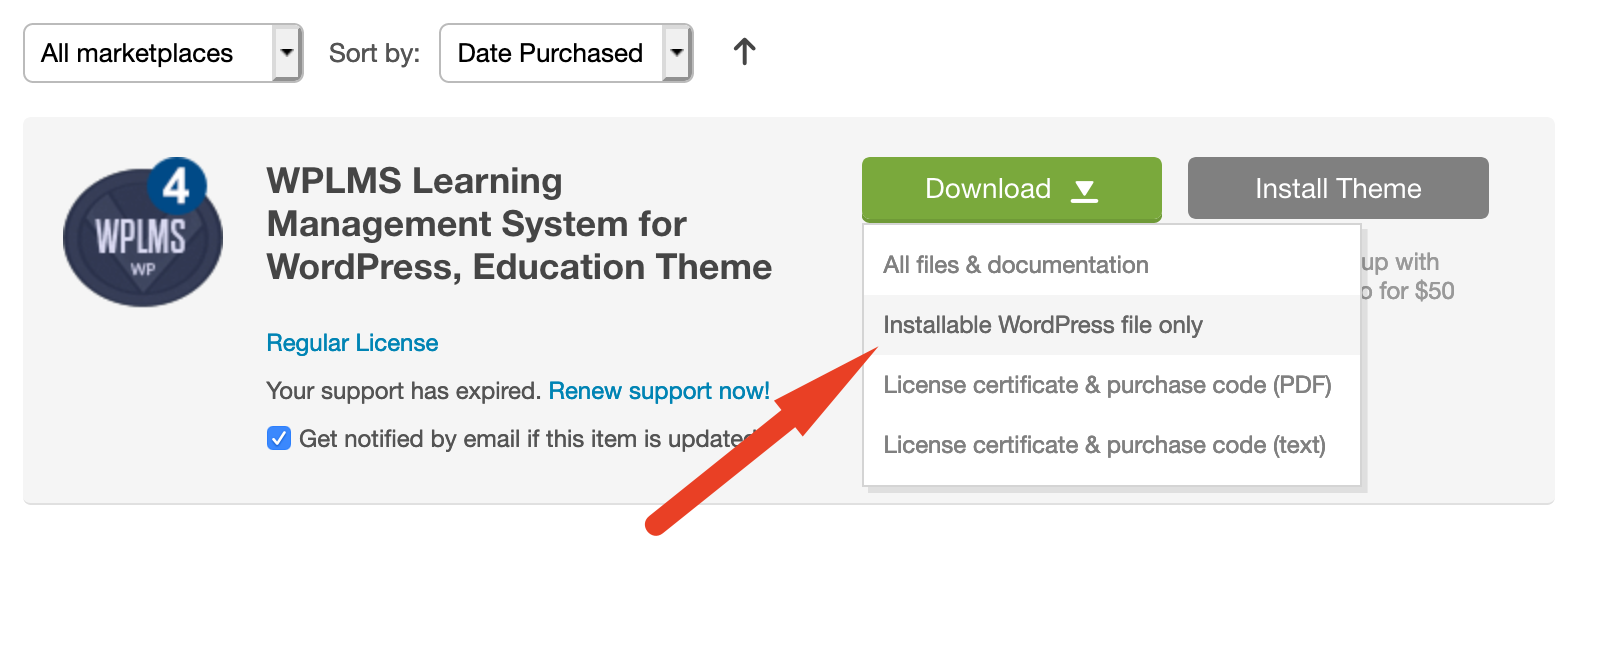 All marketplaces
Sort by:
Date Purchased
4
WPLMS
WP
WPLMS Learning
Management System for
WordPress, Education Theme
Regular License
Your support has expired. Renew support now!
Get notified by email if this item is updated
Download
Install Theme
All files & documentation
Installable WordPress file only
License certificate & purchase code (PDF)
License certificate & purchase code (text)
up with
for $50